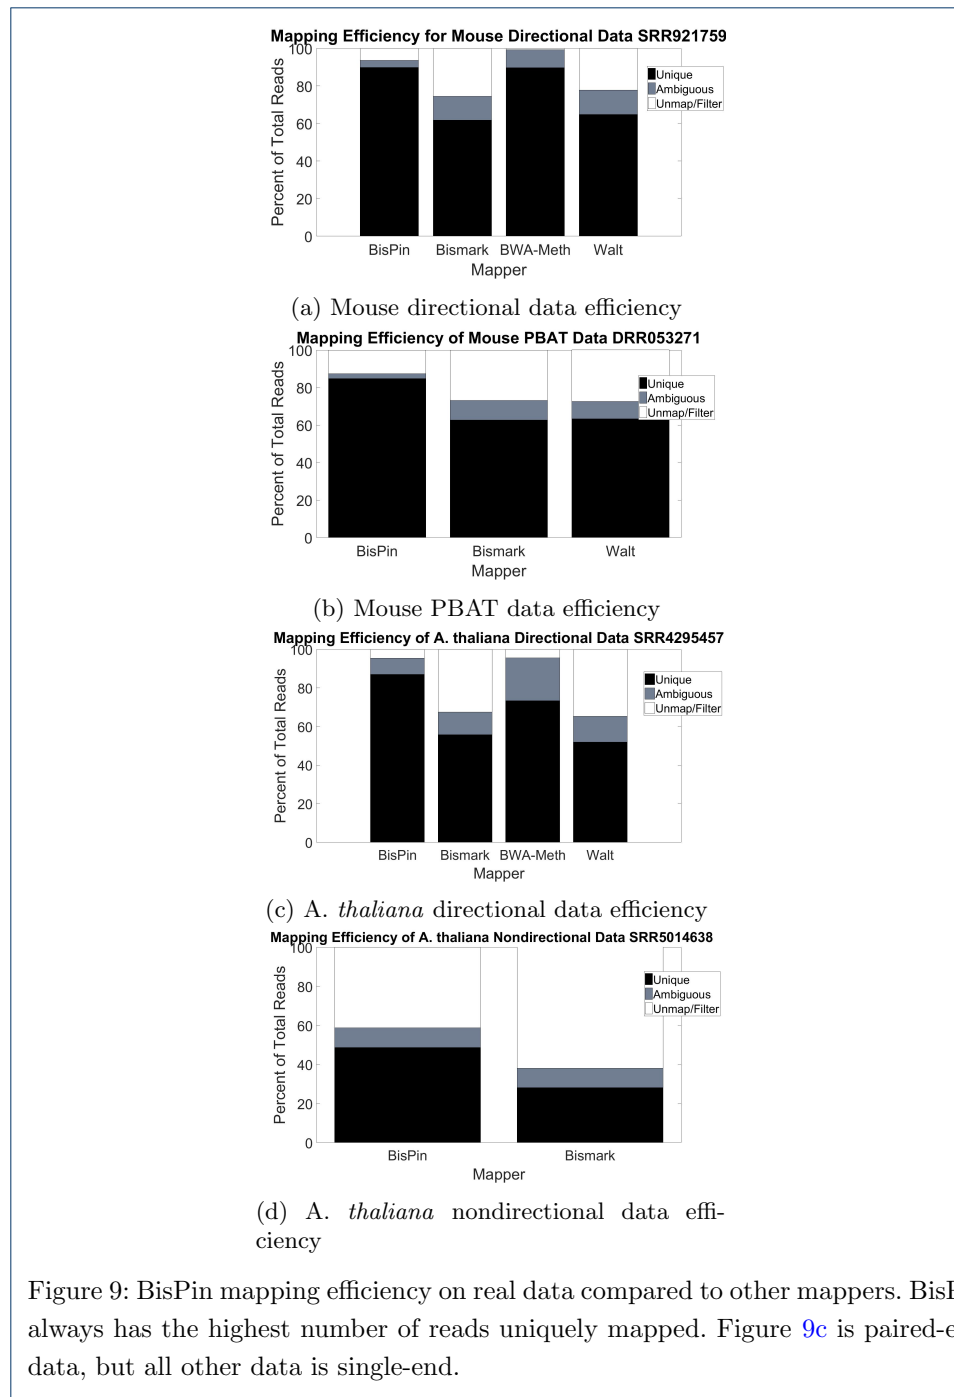 Mapping Efficiency for Mouse Directional Data SRR921759
100
80
60
40
20
0
Percent of Total Reads
Unique
Ambiguous
Unmap/Filter
BisPin Bismark BWA-Meth Walt
Mapper
(a) Mouse directional data efficiency
Mapping Efficiency of Mouse PBAT Data DRR053271
100
80
60
40
20
0
Percent of Total Reads
Unique
Ambiguous
Unmap/Filter
BisPin Bismark Walt
Mapper
(b) Mouse PBAT data efficiency
Mapping Efficiency of A. thaliana Directional Data SRR4295457
100
80
60
40
20
0
Percent of Total Reads
Unique
Ambiguous
Unmap/Filter
BisPin Bismark BWA-Meth Walt
Mapper
(c) A. thaliana directional data efficiency
Mapping Efficiency of A. thaliana Nondirectional Data SRR5014638
100
80
60
40
20
0
Percent of Total Reads
Unique
Ambiguous
Unmap/Filter
BisPin Bismark
Mapper
(d) A. thaliana nondirectional data effi-
ciency
Figure 9: BisPin mapping efficiency on real data compared to other mappers.
always has the highest number of reads uniquely mapped. Figure 9c is
data, but all other data is single-end.